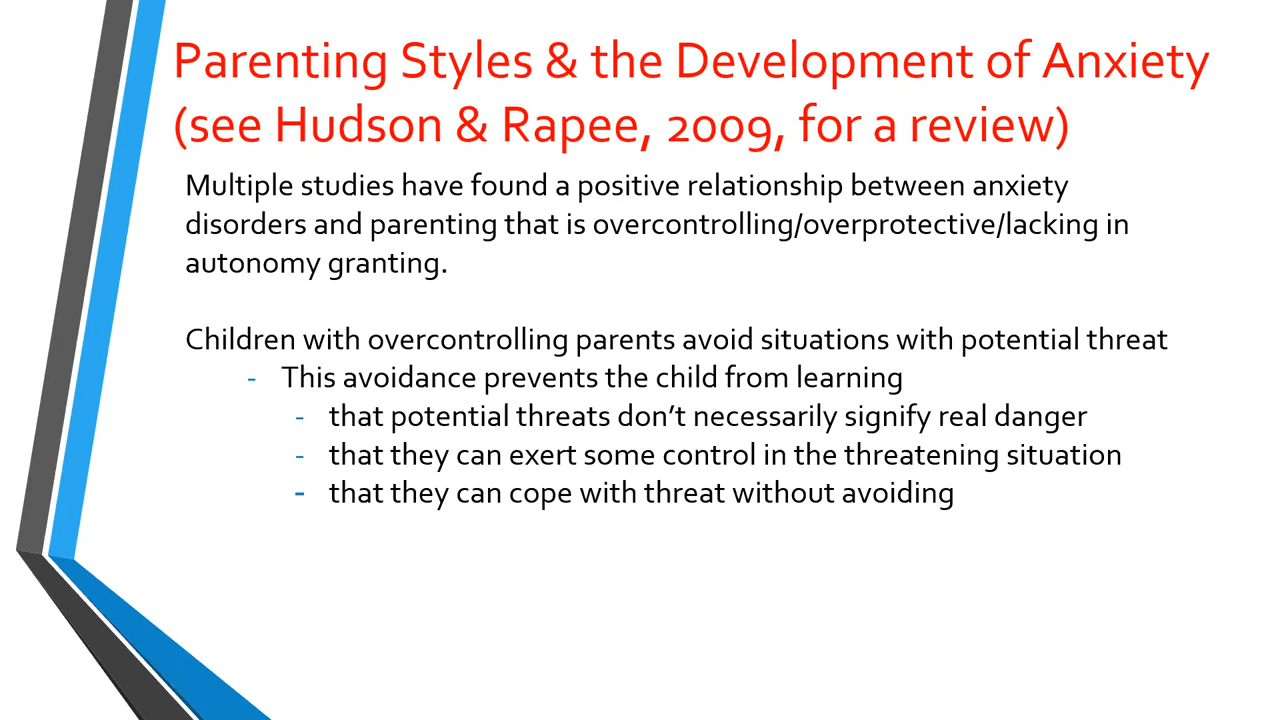 Parenting Styles & the Development of Anxiety
(see Hudson & Rapee, 2009, for a review)
Multiple studies have found a positive relationship between anxiety
disorders and parenting that is overcontrolling/overprotective/lacking in
autonomy granting.
Children with overcontrolling parents avoid situations with potential threat
- This avoidance prevents the child from learning
- that potential threats don’t necessarily signify real danger
- that they can exert some control in the threatening situation
- that they can cope with threat without avoiding